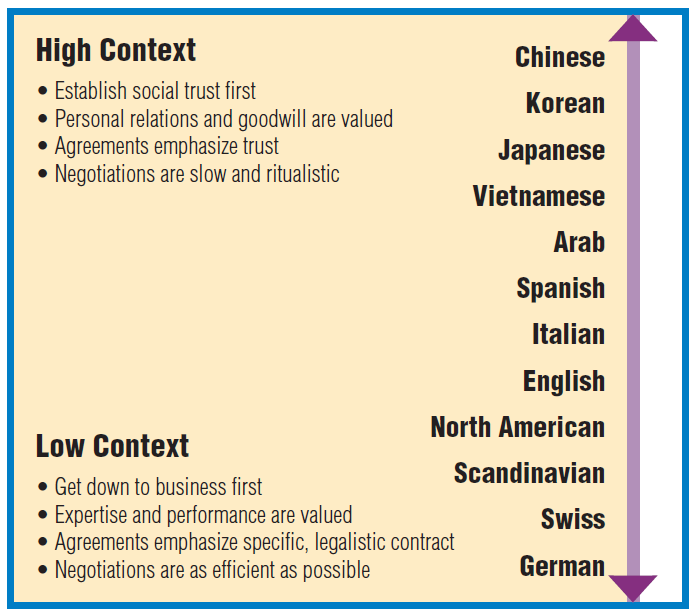 High Context
• Establish social trust first
• Personal relations and goodwill are valued
• Agreements emphasize trust
• Negotiations are slow and ritualistic
Low Context
• Get down to business first
• Expertise and performance are valued
• Agreements emphasize specific, legalistic contract
• Negotiations are as efficient as possible
Chinese
Korean
Japanese
Vietnamese
Arab
Spanish
Italian
English
North American
Scandinavian
Swiss
German